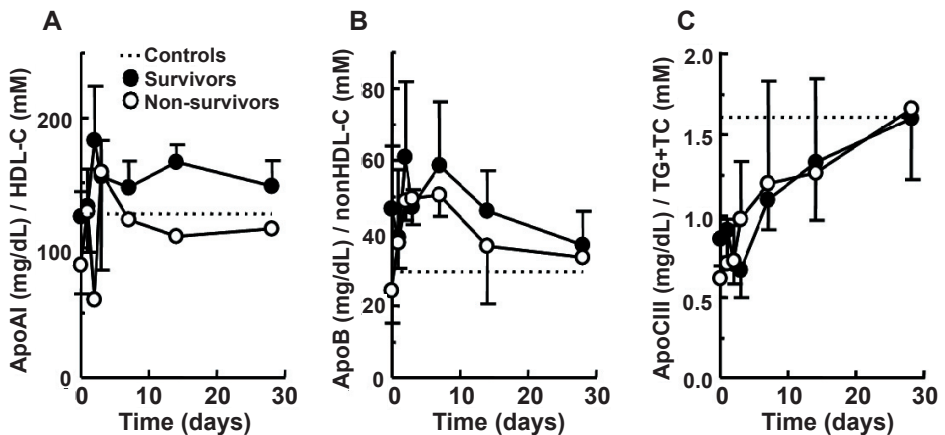 A
ApoAI (mg/dL) / HDL-C (mM)
200
100
0
Controls
Survivors
Non-survivors
0 10 20 30
Time (days)
B
ApoB (mg/dL) / nonHDL-C (mM)
80
60
40
20
0
0 10 20 30
Time (days)
C
ApoCIII (mg/dL) / TG+TC (mM)
2.0
1.5
1.0
0.5
0
0 10 20 30
Time (days)